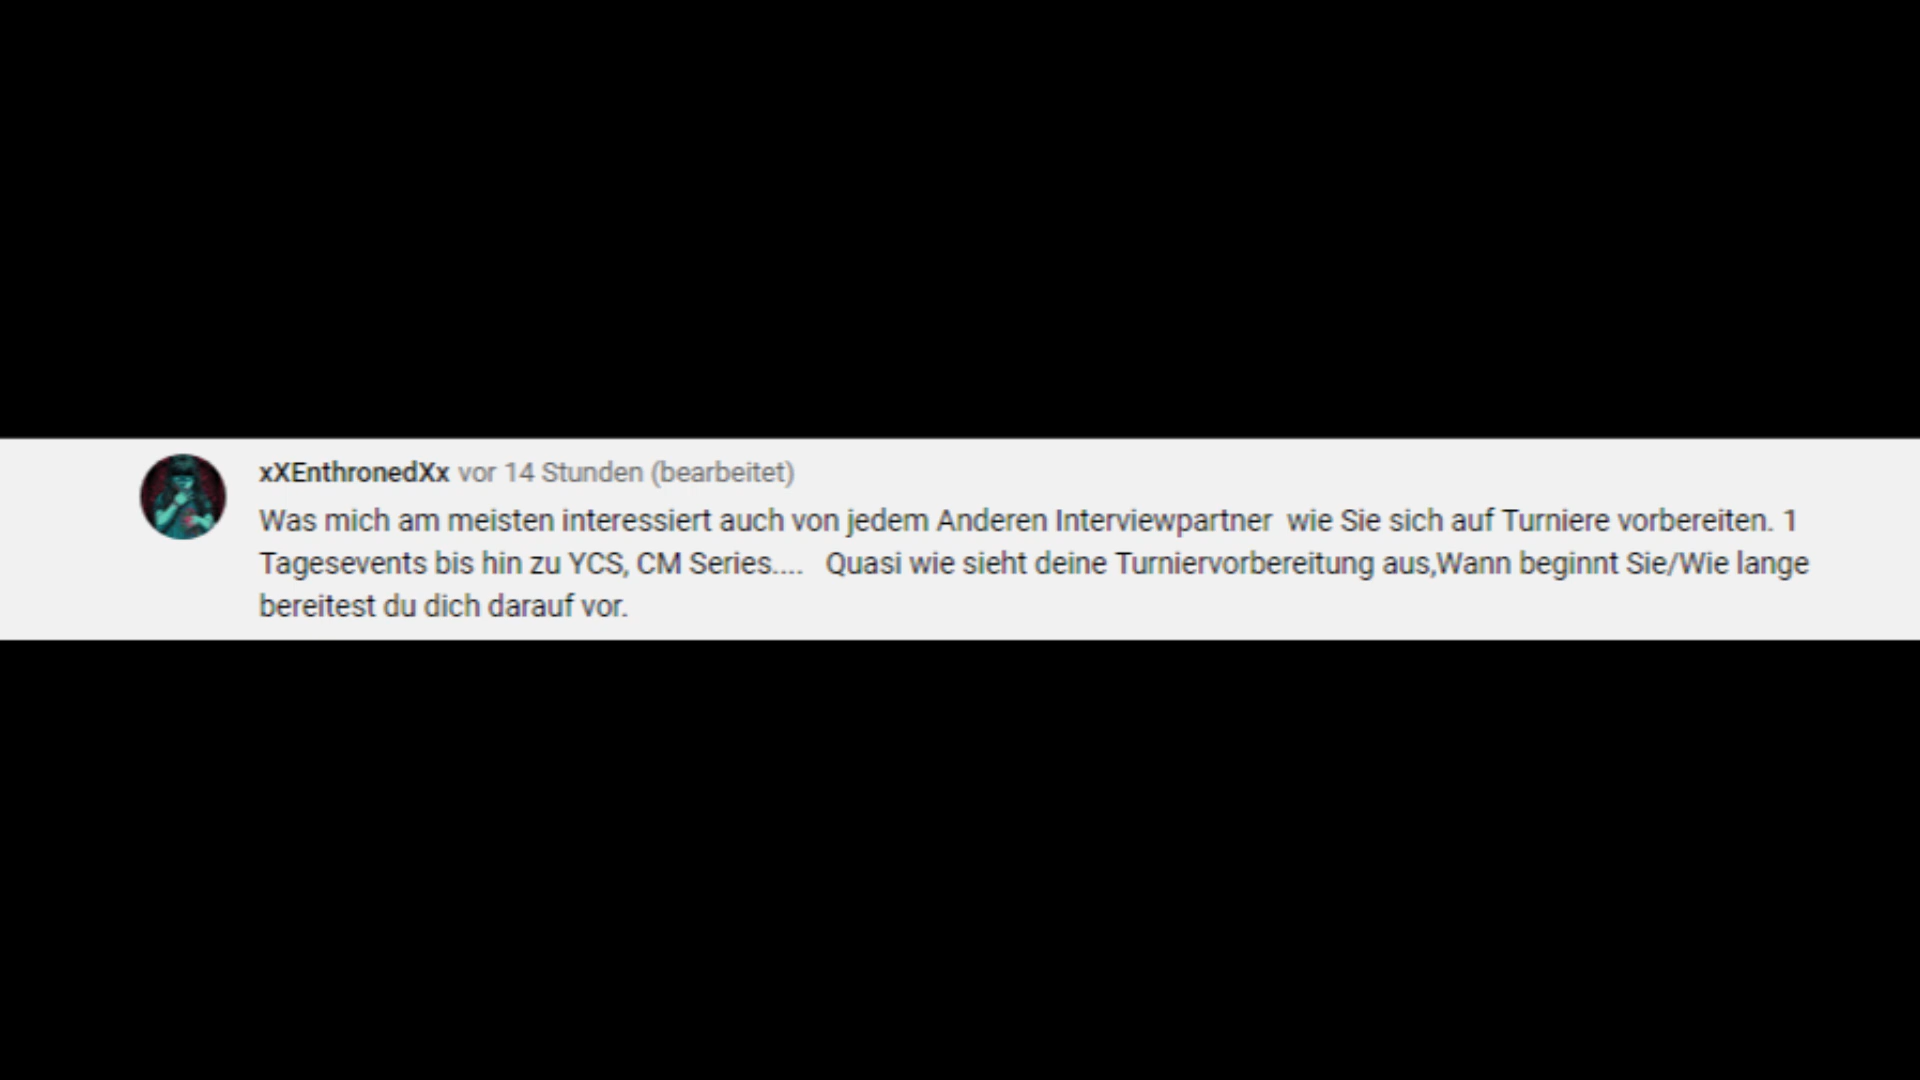 xXEnthronedXx vor 14 Stunden (bearbeitet)
Was mich am meisten interessiert auch von jedem Anderen Interviewpartner  wie Sie sich auf Turniere vorbereiten. 1
Tagesevents bis hin zu YCS, CM Series....   Quasi wie sieht deine Turniervorbereitung aus,Wann beginnt Sie/Wie lange
bereitest du dich darauf vor.